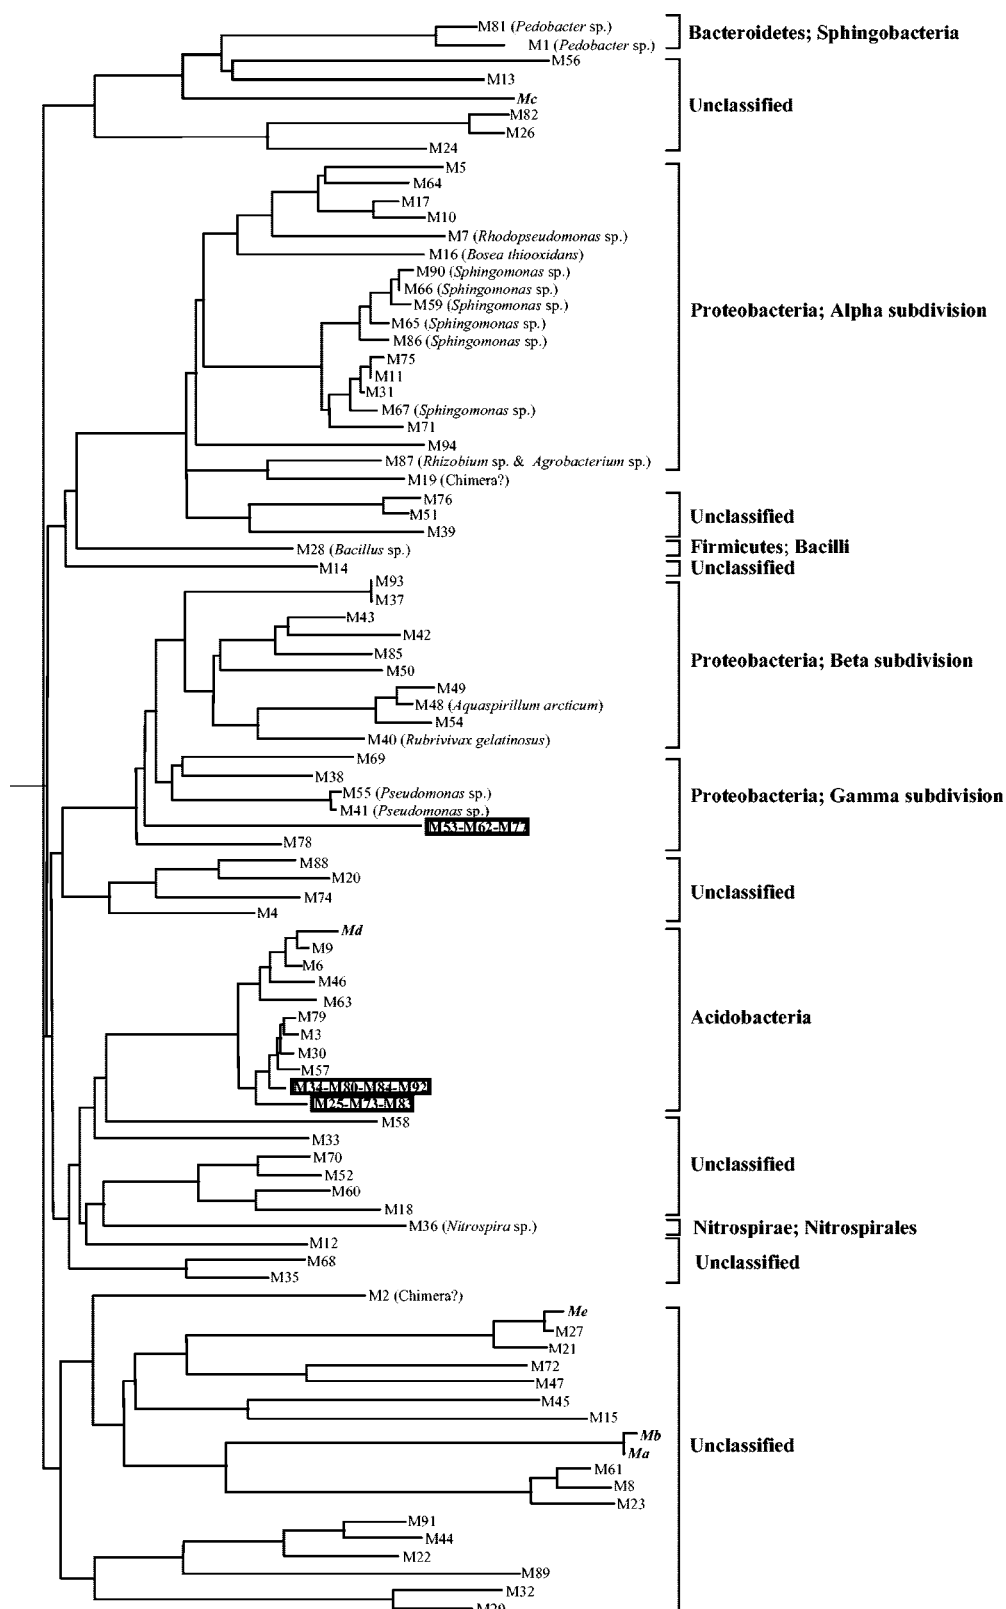 M81 (Pedobacter sp.)
M1 (Pedobacter sp.)
Bacteroidetes; Sphingobacteria
M56
M13
Mc
M82
M26
M24
Unclassified
M5
M64
M17
M10
M7 (Rhodopseudomonas sp.)
M16 (Bosea thiooxidans)
M90 (Sphingomonas sp.)
M66 (Sphingomonas sp.)
M59 (Sphingomonas sp.)
M65 (Sphingomonas sp.)
M86 (Sphingomonas sp.)
M75
M11
M31
M67 (Sphingomonas sp.)
M71
M94
M87 (Rhizobium sp. & Agrobacterium sp.)
M19 (Chimera?)
Proteobacteria; Alpha subdivision
M76
M51
M39
Unclassified
M28 (Bacillus sp.)
Firmicutes; Bacilli
M14
Unclassified
M93
M37
M43
M42
M85
M50
M49
M48 (Aquaspirillum arcticum)
M54
M40 (Rubrivivax gelatinosus)
Proteobacteria; Beta subdivision
M69
M38
M55 (Pseudomonas sp.)
M41 (Pseudomonas sp.)
M53-M62-M77
M78
Proteobacteria; Gamma subdivision
M88
M20
M74
M4
Unclassified
Md
M9
M6
M46
M63
M79
M3
M30
M57
M34-M80-M84-M92
M25-M73-M83
Acidobacteria
M58
M33
M70
M52
M60
M18
Unclassified
M36 (Nitrospira sp.)
Nitrospirae; Nitrospirales
M12
M68
M35
Unclassified
M2 (Chimera?)
Me
M27
M21
M72
M47
M45
M15
Mb
Ma
M61
M8
M23
M91
M44
M22
M89
M32
Unclassified